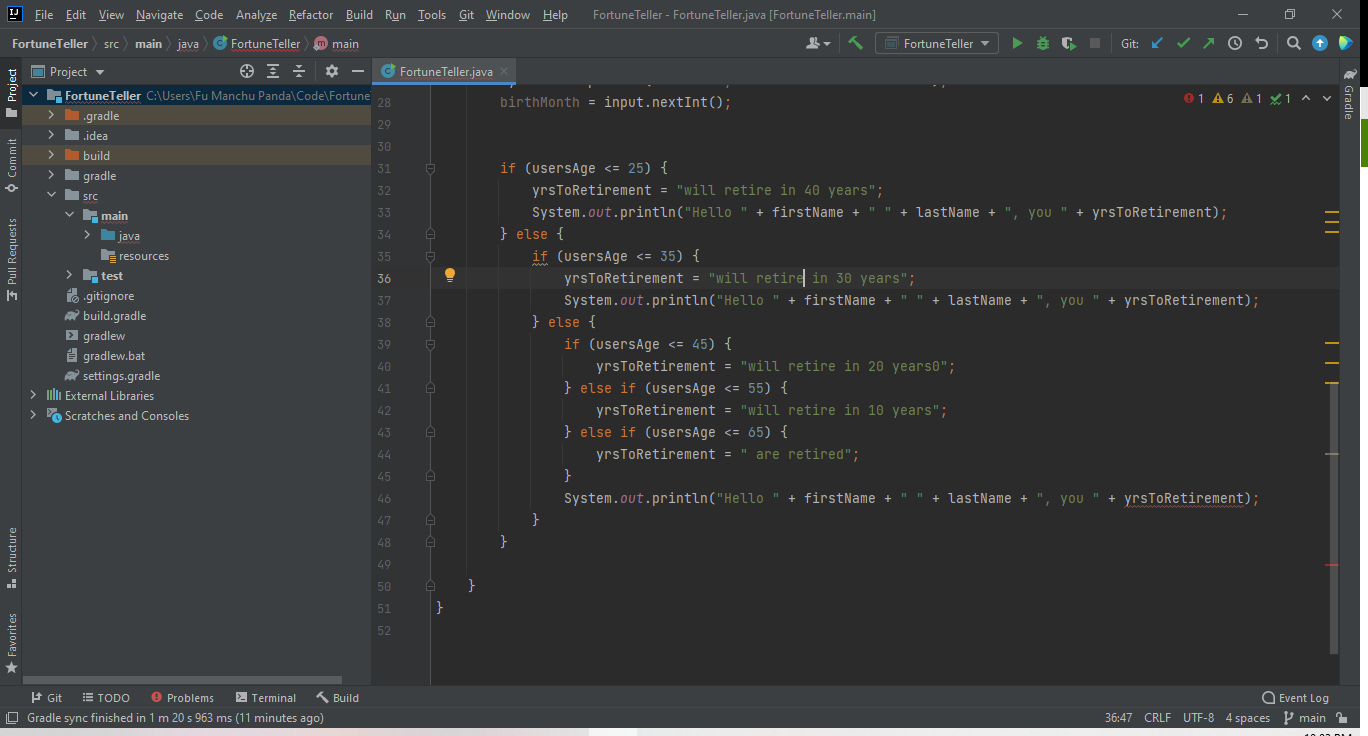 File Edit View Navigate Code Analyze Refactor Build Run Tools Git Window Help FortuneTeller - FortuneTeller.java [FortuneTeller.main]
FortuneTeller src main java FortuneTeller main FortuneTeller Git:
Project FortuneTeller.java
FortuneTeller C:\Users\Fu Manchu Panda\Code\Fortune
.gradle
.idea
build
gradle
src
main
java
resources
test
.gitignore
build.gradle
gradlew
gradlew.bat
settings.gradle
External Libraries
Scratches and Consoles
Project
Commit
Pull Requests
Structure
Favorites
1 6 1 1
28 birthMonth = input.nextInt();
29
30
31 if (usersAge <= 25) {
32 yrsToRetirement = "will retire in 40 years";
33 System.out.println("Hello " + firstName + " " + lastName + ", you " + yrsToRetirement);
34 } else {
35 if (usersAge <= 35) {
36 yrsToRetirement = "will retire in 30 years";
37 System.out.println("Hello " + firstName + " " + lastName + ", you " + yrsToRetirement);
38 } else {
39 if (usersAge <= 45) {
40 yrsToRetirement = "will retire in 20 years0";
41 } else if (usersAge <= 55) {
42 yrsToRetirement = "will retire in 10 years";
43 } else if (usersAge <= 65) {
44 yrsToRetirement = " are retired";
45 }
46 System.out.println("Hello " + firstName + " " + lastName + ", you " + yrsToRetirement);
47 }
48 }
49
50 }
51 }
52
Gradle
Git TODO Problems Terminal Build Event Log
Gradle sync finished in 1 m 20 s 963 ms (11 minutes ago) 36:47 CRLF UTF-8 4 spaces main